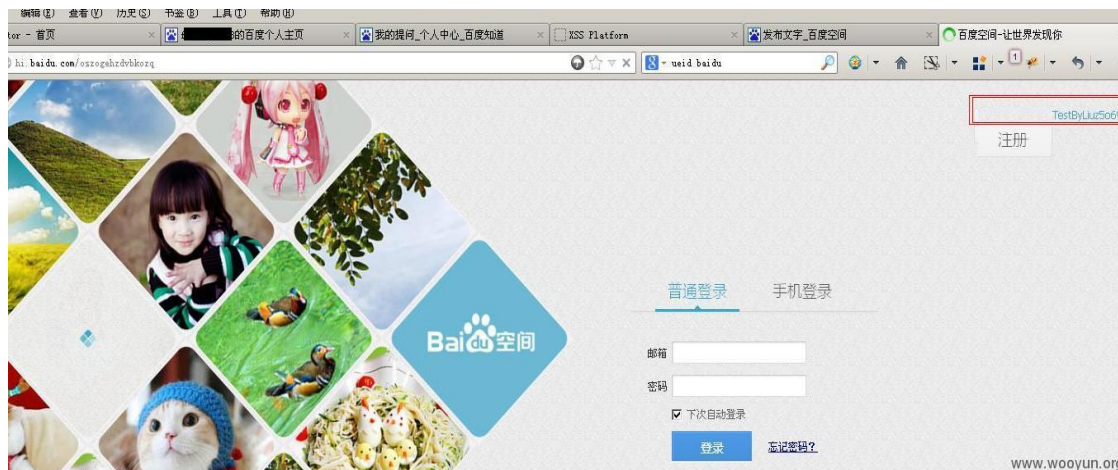 编辑(E) 查看(V) 历史(S) 书签(B) 工具(T) 帮助(H)
tor - 首页
的百度个人主页
我的提问_个人中心_百度知道
XSS Platform
发布文字_百度空间
百度空间-让世界发现你
hi.baidu.com/oszogehzdvbkozq
ueid baidu
1
TestByLiuz5o69
注册
普通登录 手机登录
Baidu空间
邮箱
密码
下次自动登录
登录 忘记密码?
www.wooyun.org